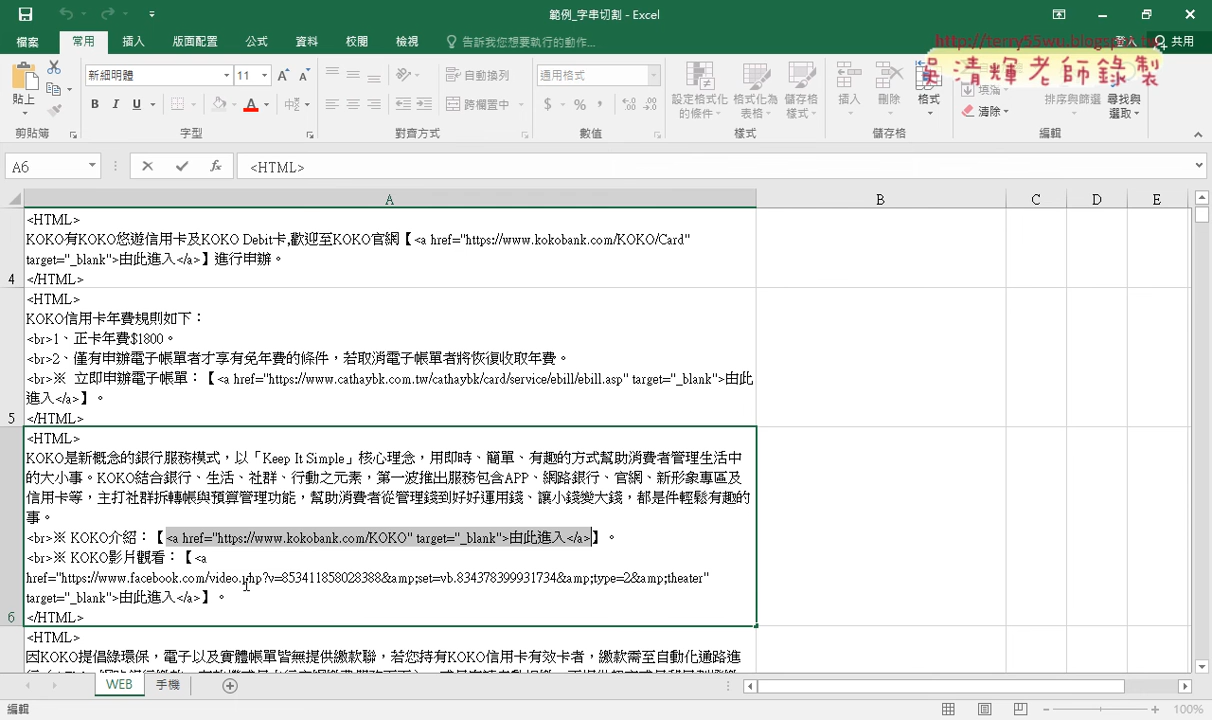 範例_字串切割 - Excel
檔案 常用 插入 版面配置 公式 資料 校閱 檢視 告訴我您想要執行的動作... 登入 共用
http://terry55wu.blogspot.tw
吳清輝老師錄製
新細明體 11 自動換列 通用格式
貼上 B I U 跨欄置中 $ % , 設定格式化的條件 格式化為表格 儲存格樣式 插入 刪除 格式 填滿 清除 排序與篩選 尋找與選取
剪貼簿 字型 對齊方式 數值 樣式 儲存格 編輯
A6 fx <HTML>
A B C D E
<HTML>
KOKO有KOKO悠遊信用卡及KOKO Debit卡,歡迎至KOKO官網【<a href="https://www.kokobank.com/KOKO/Card"
target="_blank">由此進入</a>】進行申辦。
4 </HTML>
<HTML>
KOKO信用卡年費規則如下：
<br>1、正卡年費$1800。
<br>2、僅有申辦電子帳單者才享有免年費的條件，若取消電子帳單者將恢復收取年費。
<br>※ 立即申辦電子帳單：【<a href="https://www.cathaybk.com.tw/cathaybk/card/service/ebill/ebill.asp" target="_blank">由此
進入</a>】。
5 </HTML>
<HTML>
KOKO是新概念的銀行服務模式，以「Keep It Simple」核心理念，用即時、簡單、有趣的方式幫助消費者管理生活中
的大小事。KOKO結合銀行、生活、社群、行動之元素，第一波推出服務包含APP、網路銀行、官網、新形象專區及
信用卡等，主打社群拆轉帳與預算管理功能，幫助消費者從管理錢到好好運用錢、讓小錢變大錢，都是件輕鬆有趣的
事。
<br>※ KOKO介紹：【<a href="https://www.kokobank.com/KOKO" target="_blank">由此進入</a>】。
<br>※ KOKO影片觀看：【<a
href="https://www.facebook.com/video.php?v=853411858028388&amp;set=vb.834378399931734&amp;type=2&amp;theater"
target="_blank">由此進入</a>】。
6 </HTML>
<HTML>
因KOKO提倡綠環保，電子以及實體帳單皆無提供繳款聯，若您持有KOKO信用卡有效卡者，繳款需至自動化通路進
WEB 手機
編輯 100%